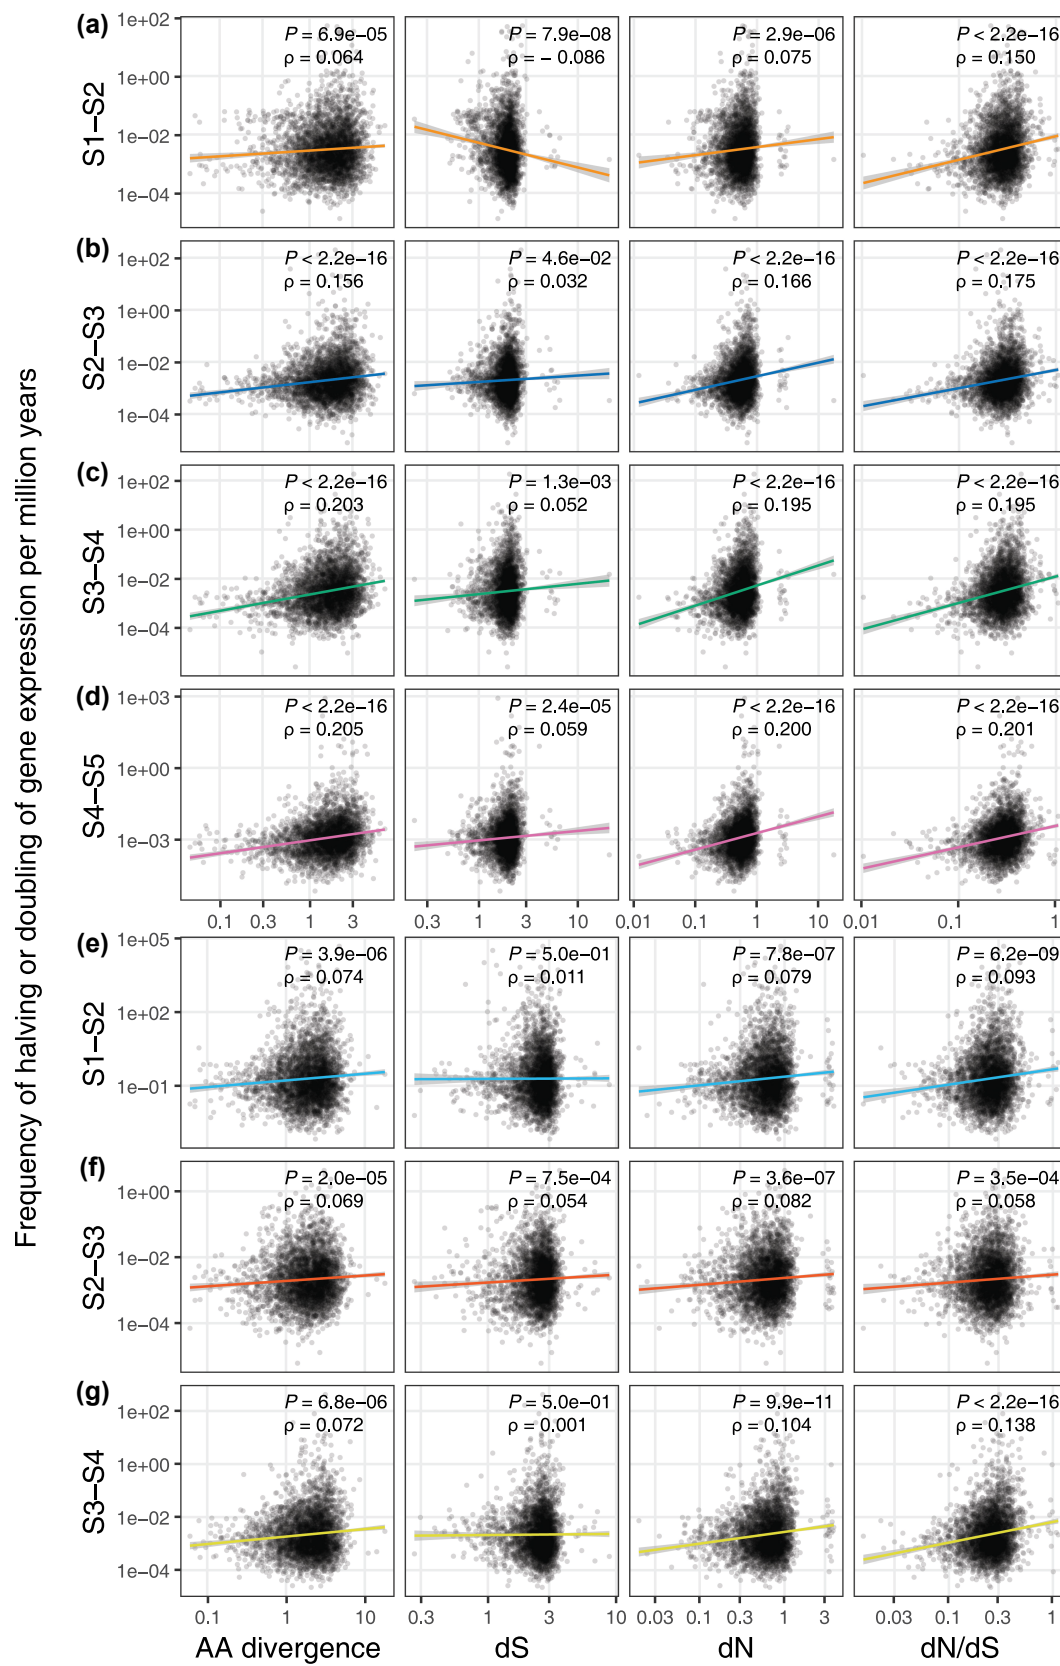 Frequency of halving or doubling of gene expression per million years
(a)
S1−S2
1e+02
1e+00
1e−02
1e−04
P = 6.9e−05
ρ = 0.064
P = 7.9e−08
ρ = − 0.086
P = 2.9e−06
ρ = 0.075
P < 2.2e−16
ρ = 0.150
(b)
S2−S3
1e+02
1e+00
1e−02
1e−04
P < 2.2e−16
ρ = 0.156
P = 4.6e−02
ρ = 0.032
P < 2.2e−16
ρ = 0.166
P < 2.2e−16
ρ = 0.175
(c)
S3−S4
1e+02
1e+00
1e−02
1e−04
P < 2.2e−16
ρ = 0.203
P = 1.3e−03
ρ = 0.052
P < 2.2e−16
ρ = 0.195
P < 2.2e−16
ρ = 0.195
(d)
S4−S5
1e+03
1e+00
1e−03
P < 2.2e−16
ρ = 0.205
P = 2.4e−05
ρ = 0.059
P < 2.2e−16
ρ = 0.200
P < 2.2e−16
ρ = 0.201
0.1 0.3 1 3
0.3 1 3 10
0.01 0.1 1 10
0.01 0.1 1
(e)
S1−S2
1e+05
1e+02
1e−01
P = 3.9e−06
ρ = 0.074
P = 5.0e−01
ρ = 0.011
P = 7.8e−07
ρ = 0.079
P = 6.2e−09
ρ = 0.093
(f)
S2−S3
1e+00
1e−02
1e−04
P = 2.0e−05
ρ = 0.069
P = 7.5e−04
ρ = 0.054
P = 3.6e−07
ρ = 0.082
P = 3.5e−04
ρ = 0.058
(g)
S3−S4
1e+02
1e+00
1e−02
1e−04
P = 6.8e−06
ρ = 0.072
P = 5.0e−01
ρ = 0.001
P = 9.9e−11
ρ = 0.104
P < 2.2e−16
ρ = 0.138
0.1 1 10
0.3 1 3 10
0.03 0.1 0.3 1 3
0.03 0.1 0.3 1
AA divergence
dS
dN
dN/dS